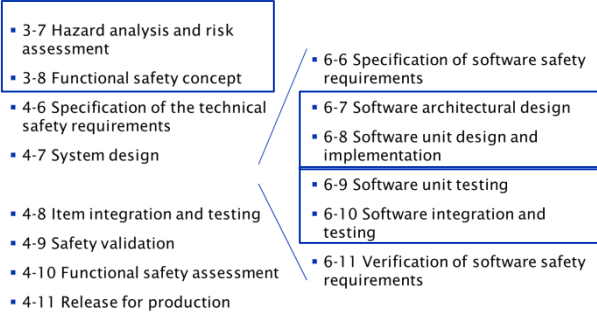 3-7 Hazard analysis and risk
assessment
3-8 Functional safety concept
4-6 Specification of the technical
safety requirements
4-7 System design
4-8 Item integration and testing
4-9 Safety validation
4-10 Functional safety assessment
4-11 Release for production
6-6 Specification of software safety
requirements
6-7 Software architectural design
6-8 Software unit design and
implementation
6-9 Software unit testing
6-10 Software integration and
testing
6-11 Verification of software safety
requirements